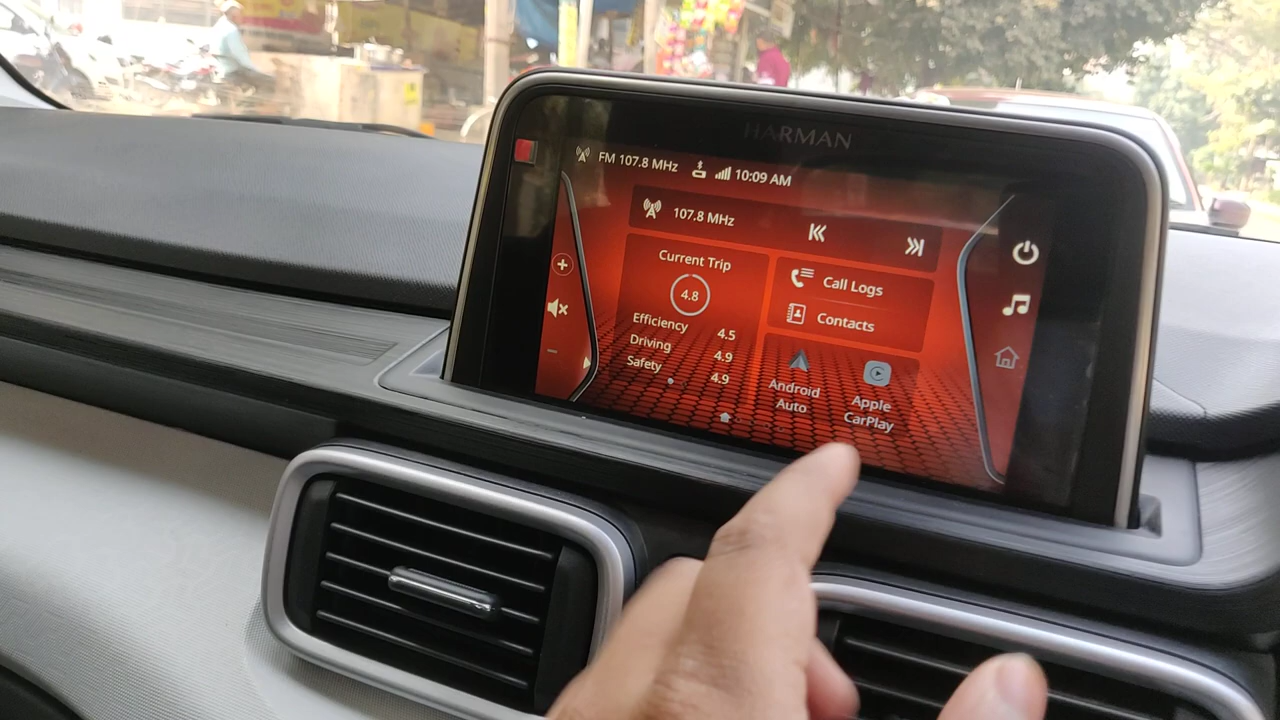 HARMAN
FM 107.8 MHz 10:09 AM
107.8 MHz
Current Trip
4.8
Efficiency 4.5
Driving 4.9
Safety 4.9
Call Logs
Contacts
Android
Auto
Apple
CarPlay